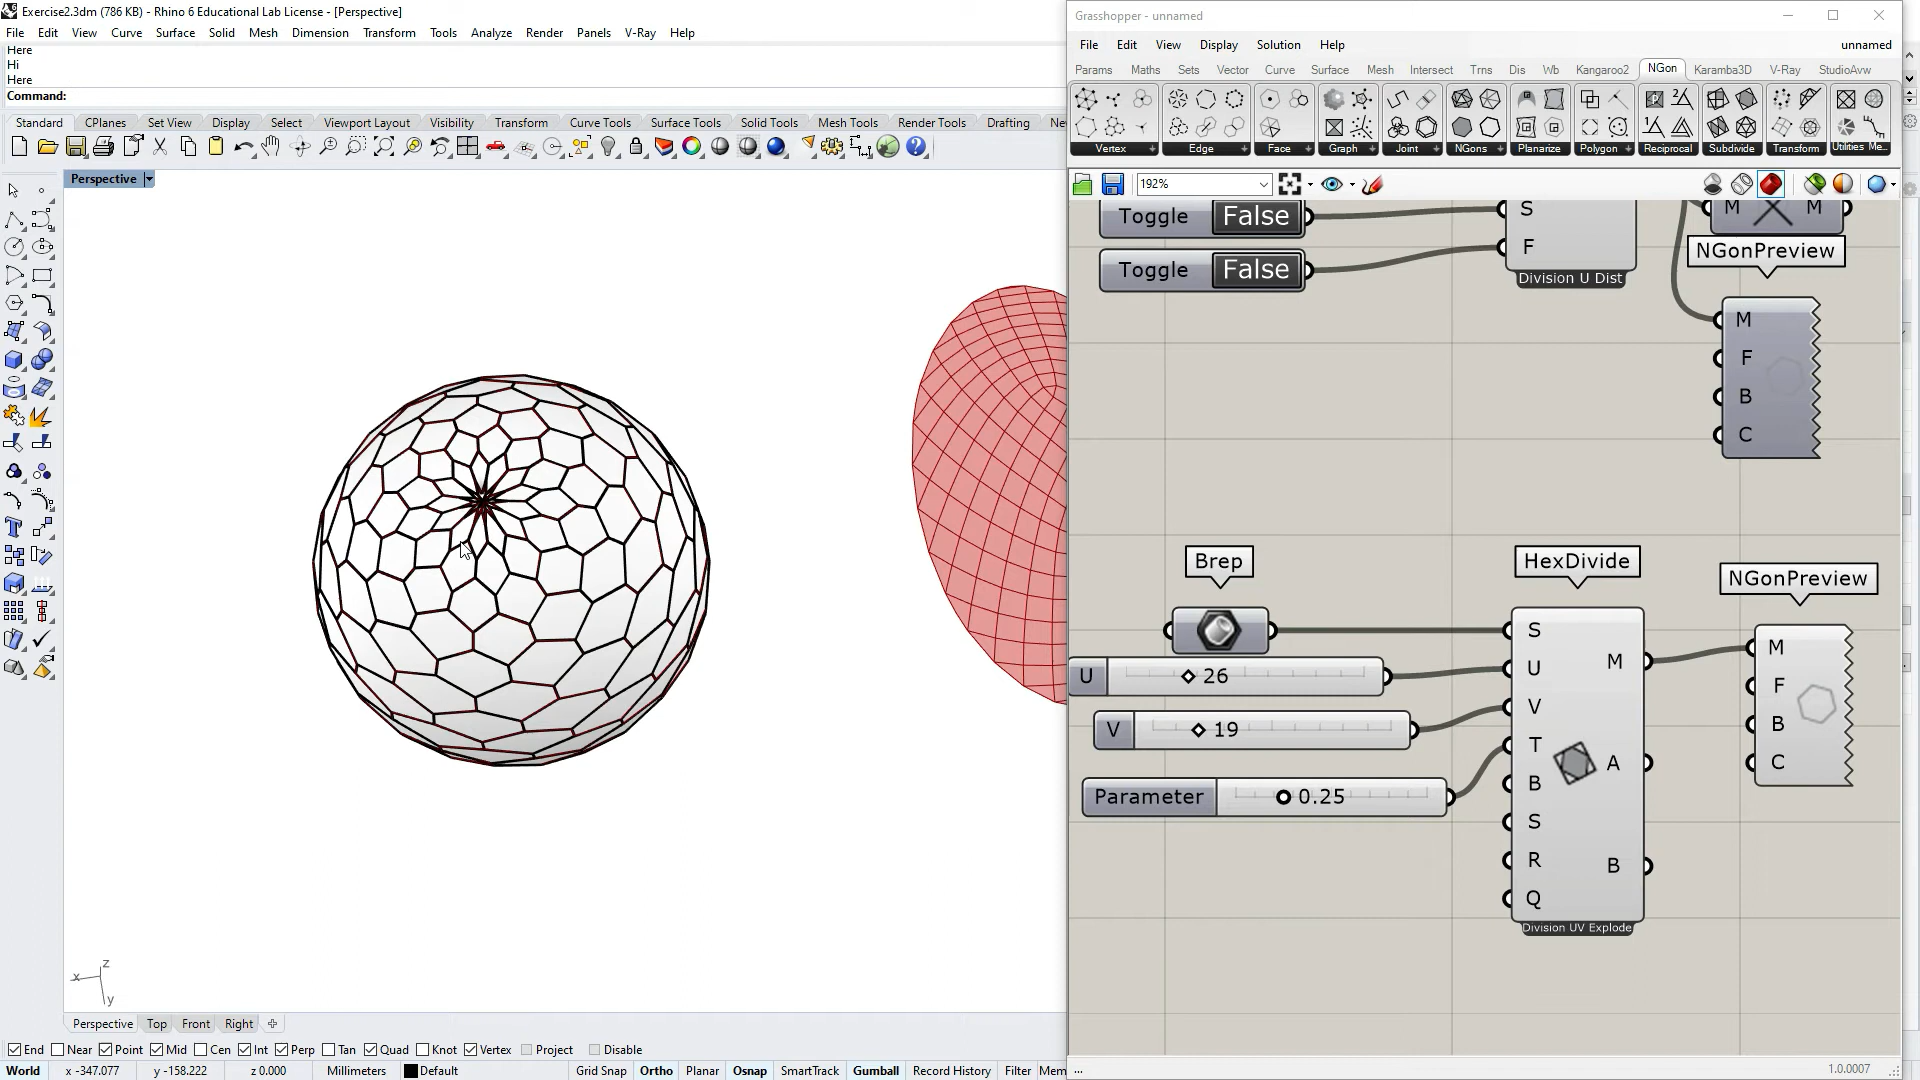 Exercise2.3dm (786 KB) - Rhino 6 Educational Lab License - [Perspective]
File Edit View Curve Surface Solid Mesh Dimension Transform Tools Analyze Render Panels V-Ray Help
Here
Hi
Here
Command:
Standard CPlanes Set View Display Select Viewport Layout Visibility Transform Curve Tools Surface Tools Solid Tools Mesh Tools Render Tools Drafting
Perspective
z
x
y
Perspective Top Front Right
End Near Point Mid Cen Int Perp Tan Quad Knot Vertex Project Disable
World x -347.077 y -158.222 z 0.000 Millimeters Default Grid Snap Ortho Planar Osnap SmartTrack Gumball Record History Filter Mem
Grasshopper - unnamed
File Edit View Display Solution Help unnamed
Params Maths Sets Vector Curve Surface Mesh Intersect Trns Dis Wb Kangaroo2 NGon Karamba3D V-Ray StudioAvw
Vertex Edge Face Graph Joint NGons Planarize Polygon Reciprocal Subdivide Transform Utilities Me...
192%
Toggle False
Toggle False
S
F
Division U Dist
M M
NGonPreview
M
F
B
C
Brep
HexDivide
NGonPreview
U 26
V 19
Parameter 0.25
S
U
V
T
B
S
R
Q
M
A
B
Division UV Explode
M
F
B
C
... 1.0.0007